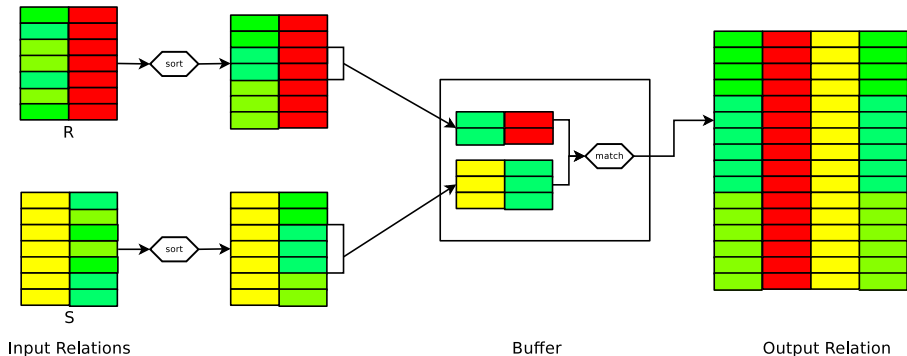 sort
R
match
sort
S
Input Relations
Buffer
Output Relation